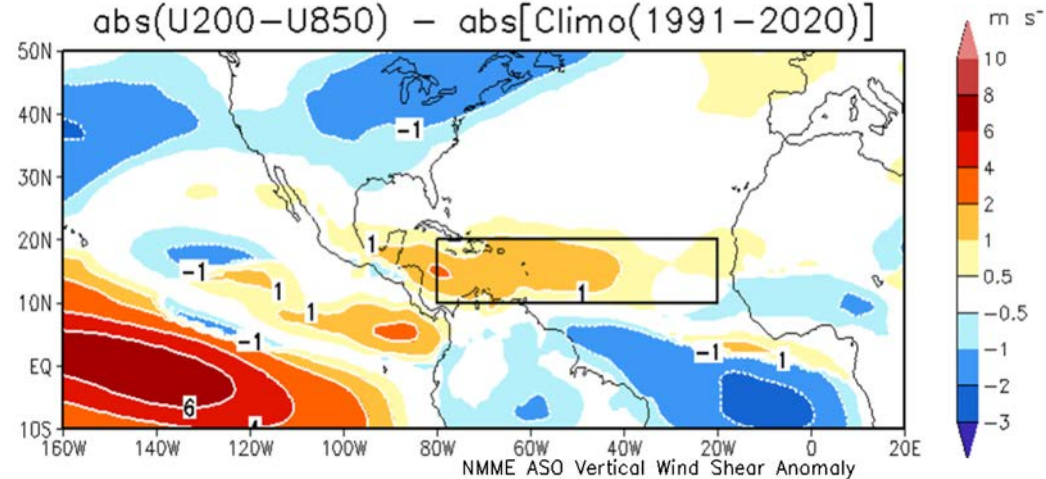 abs(U200-U850) - abs[Climo(1991-2020)]
m s-
50N
40N
30N
20N
10N
EQ
10S
-1
1
-1
1
1
1
-1
-1
1
6
4
160W 140W 120W 100W 80W 60W 40W 20W 0 20E
NMME ASO Vertical Wind Shear Anomaly
10
8
6
4
2
1
0.5
-0.5
-1
-2
-3